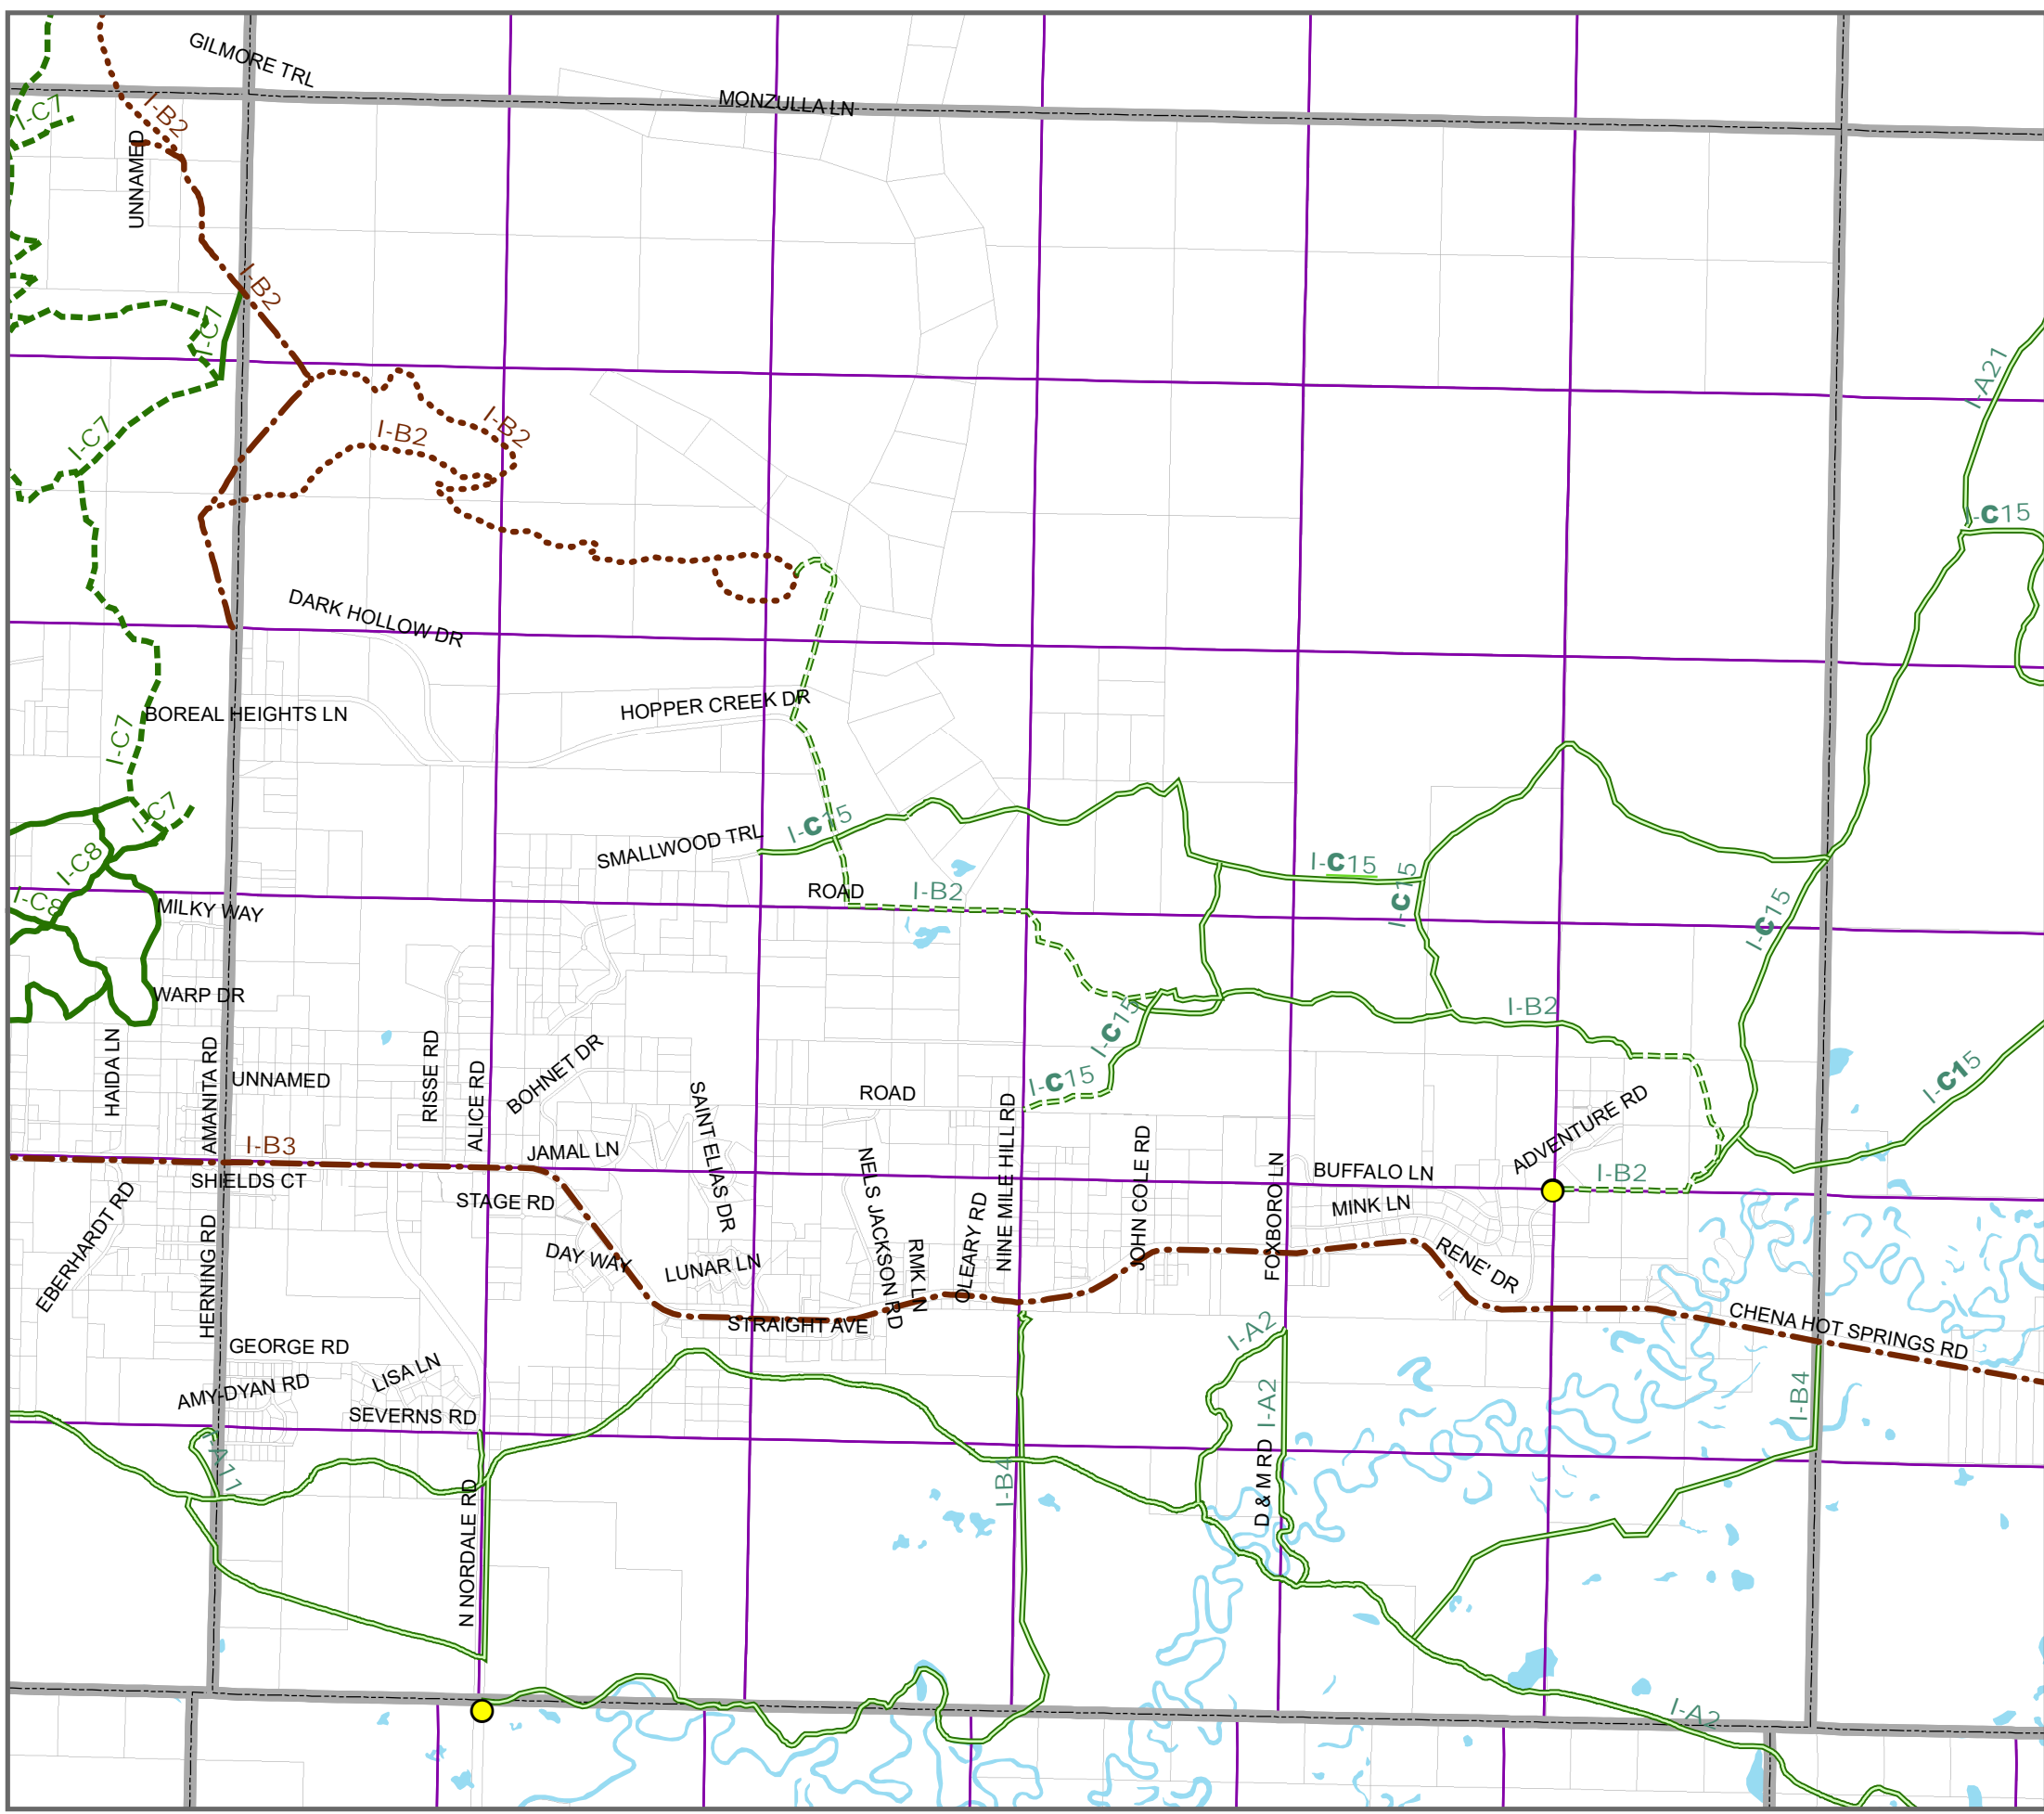 GILMORE TRL
I-C7
I-B2
MONZULLA LN
UNNAMED
I-B2
I-C7
I-A21
I-C7
I-B2
I-B2
I-C15
DARK HOLLOW DR
HOPPER CREEK DR
BOREAL HEIGHTS LN
I-C7
I-C7
I-C15
SMALLWOOD TRL
I-C8
I-C15
I-C15
I-C8
MILKY WAY
ROAD
I-B2
I-C15
WARP DR
I-B2
I-C15
HAIDA LN
AMANITA RD
UNNAMED
RISSE RD
ALICE RD
BOHNET DR
SAINT ELIAS DR
ROAD
I-C15
NINE MILE HILL RD
I-C15
ADVENTURE RD
I-B3
JAMAL LN
JOHN COLE RD
BUFFALO LN
I-B2
SHIELDS CT
STAGE RD
NELS JACKSON RD
OLEARY RD
FOXBORO LN
MINK LN
EBERHARDT RD
HERNING RD
DAY WAY
LUNAR LN
RMK LN
RENE' DR
STRAIGHT AVE
CHENA HOT SPRINGS RD
GEORGE RD
I-A2
LISA LN
AMY-DYAN RD
I-A2
I-B4
SEVERNS RD
I-B4
D & M RD
N NORDALE RD
I-A2